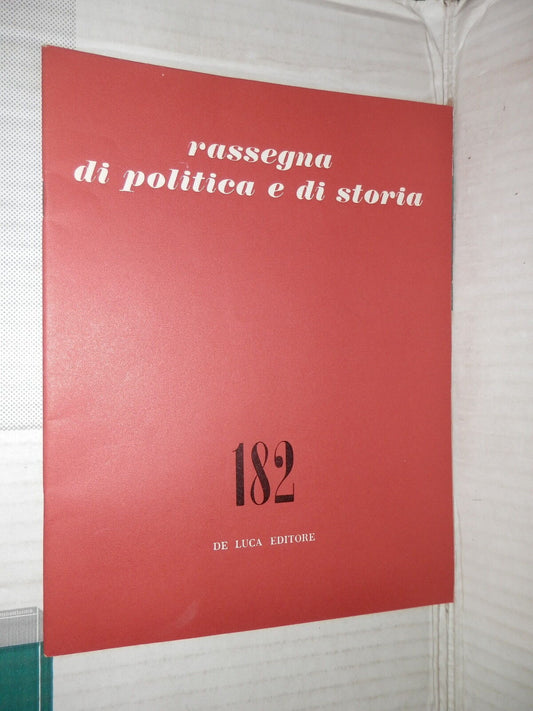 rassegna
di politica e di storia
182
DE LUCA EDITORE